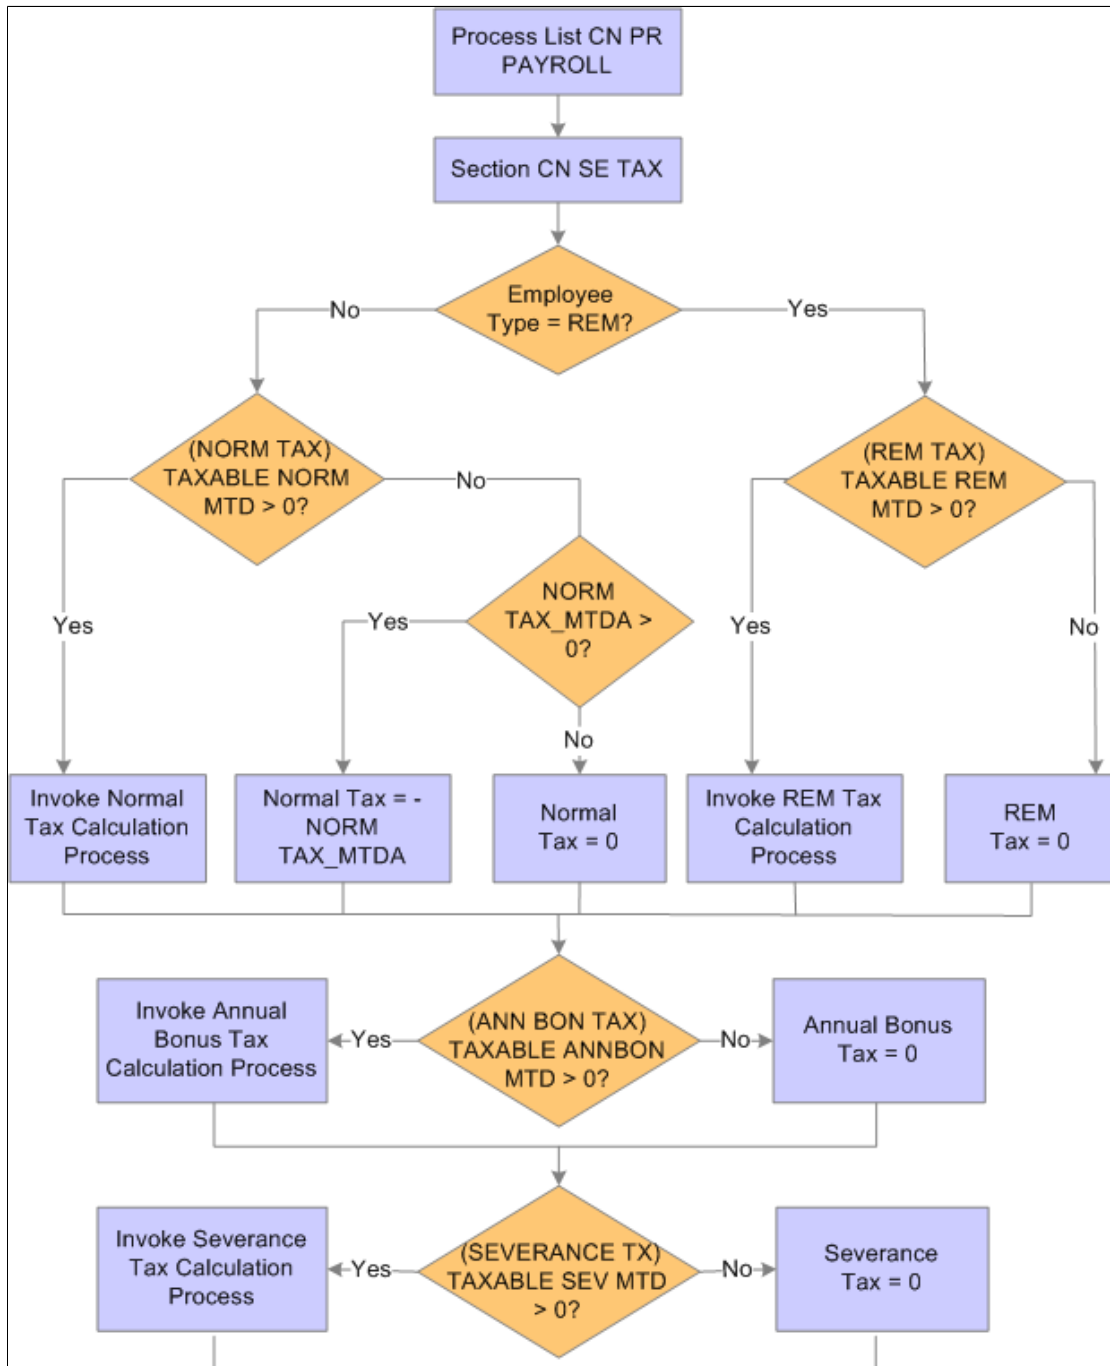 Process List CN PR
PAYROLL
Section CN SE TAX
Employee
Type = REM?
No
Yes
(NORM TAX)
TAXABLE NORM
MTD > 0?
No
(REM TAX)
TAXABLE REM
MTD > 0?
Yes
NORM
TAX_MTDA >
0?
Yes
Yes
No
No
Invoke Normal
Tax Calculation
Process
Normal Tax = -
NORM
TAX_MTDA
Normal
Tax = 0
Invoke REM Tax
Calculation
Process
REM
Tax = 0
Invoke Annual
Bonus Tax
Calculation Process
Yes
(ANN BON TAX)
TAXABLE ANNBON
MTD > 0?
No
Annual Bonus
Tax = 0
Invoke Severance
Tax Calculation
Process
Yes
(SEVERANCE TX)
TAXABLE SEV MTD
> 0?
No
Severance
Tax = 0